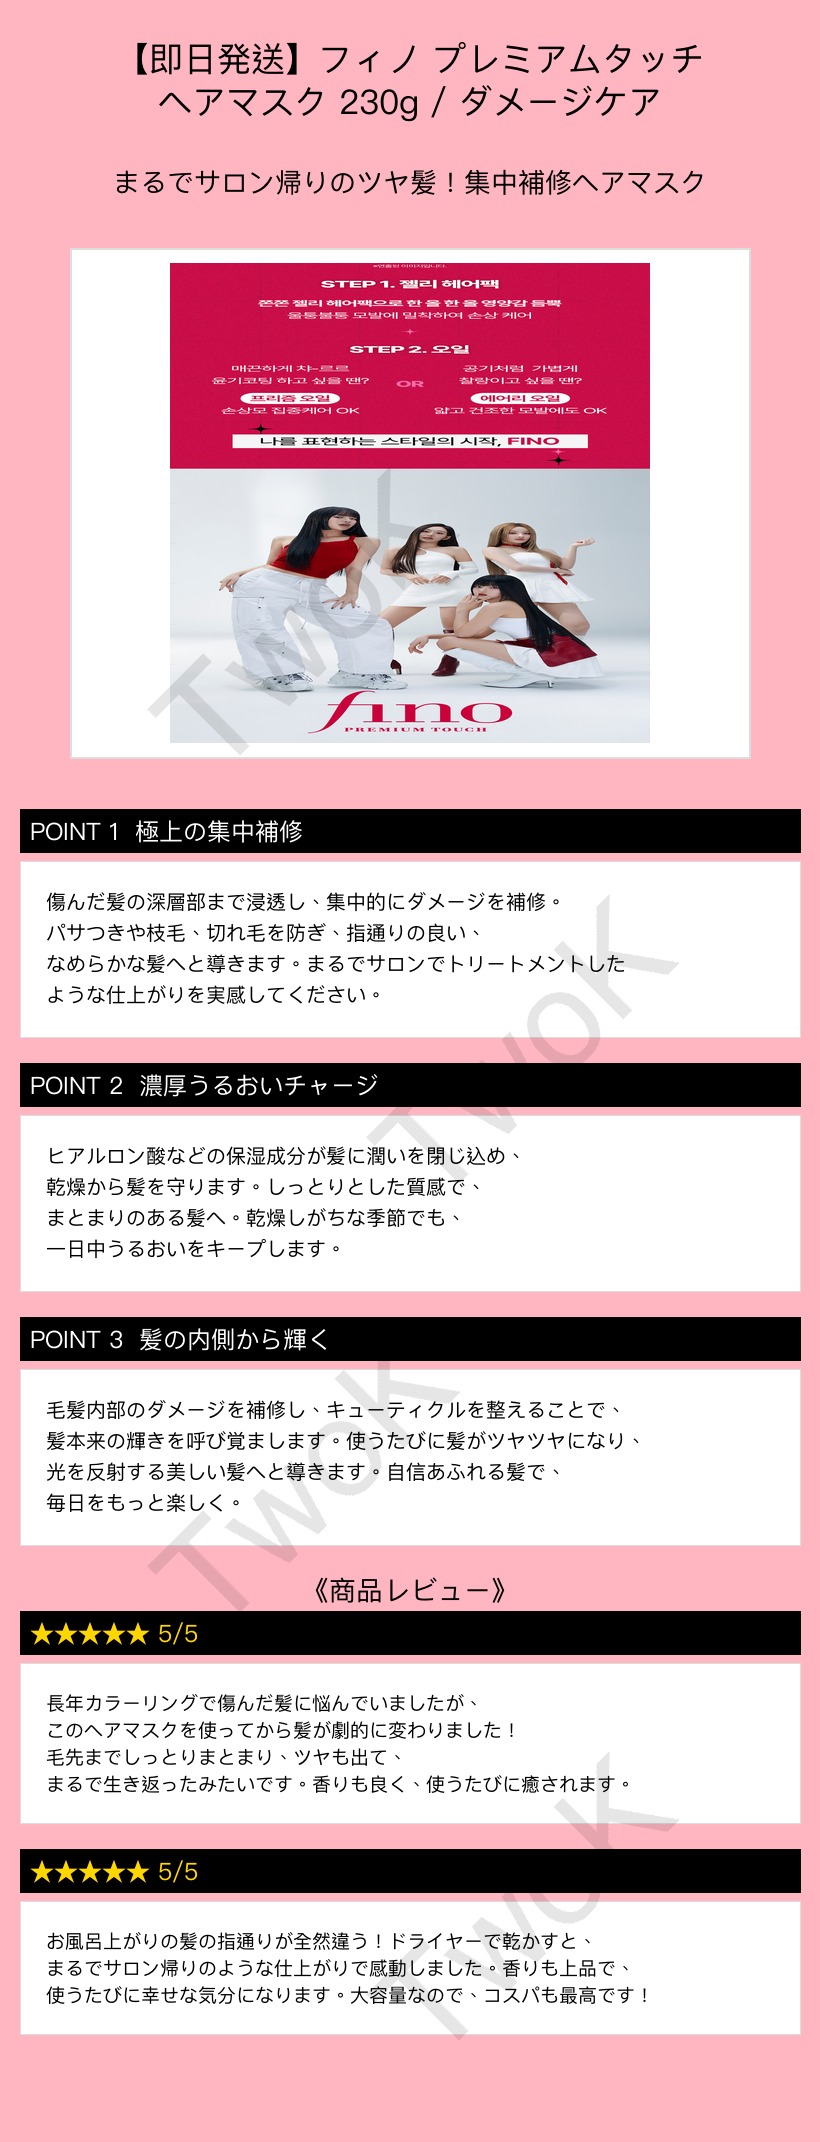 【即日発送】フィノ プレミアムタッチ
ヘアマスク 230g / ダメージケア
まるでサロン帰りのツヤ髪！集中補修ヘアマスク
※연출된 이미지입니다.
STEP 1. 젤리 헤어팩
쫀쫀 젤리 헤어팩으로 한 올 한 올 영양감 듬뿍
울퉁불퉁 모발에 밀착하여 손상 케어
STEP 2. 오일
매끈하게 챠-르르
윤기코팅 하고 싶을 땐?
프리즘 오일
손상모 집중케어 OK
OR
공기처럼 가볍게
찰랑이고 싶을 땐?
에어리 오일
얇고 건조한 모발에도 OK
나를 표현하는 스타일의 시작, FINO
fino
PREMIUM TOUCH
TwoK
POINT 1 極上の集中補修
傷んだ髪の深層部まで浸透し、集中的にダメージを補修。
パサつきや枝毛、切れ毛を防ぎ、指通りの良い、
なめらかな髪へと導きます。まるでサロンでトリートメントした
ような仕上がりを実感してください。
TwoK
POINT 2 濃厚うるおいチャージ
ヒアルロン酸などの保湿成分が髪に潤いを閉じ込め、
乾燥から髪を守ります。しっとりとした質感で、
まとまりのある髪へ。乾燥しがちな季節でも、
一日中うるおいをキープします。
POINT 3 髪の内側から輝く
毛髪内部のダメージを補修し、キューティクルを整えることで、
髪本来の輝きを呼び覚まします。使うたびに髪がツヤツヤになり、
光を反射する美しい髪へと導きます。自信あふれる髪で、
毎日をもっと楽しく。
TwoK
《商品レビュー》
★★★★★ 5/5
長年カラーリングで傷んだ髪に悩んでいましたが、
このヘアマスクを使ってから髪が劇的に変わりました！
毛先までしっとりまとまり、ツヤも出て、
まるで生き返ったみたいです。香りも良く、使うたびに癒されます。
TwoK
★★★★★ 5/5
お風呂上がりの髪の指通りが全然違う！ドライヤーで乾かすと、
まるでサロン帰りのような仕上がりで感動しました。香りも上品で、
使うたびに幸せな気分になります。大容量なので、コスパも最高です！